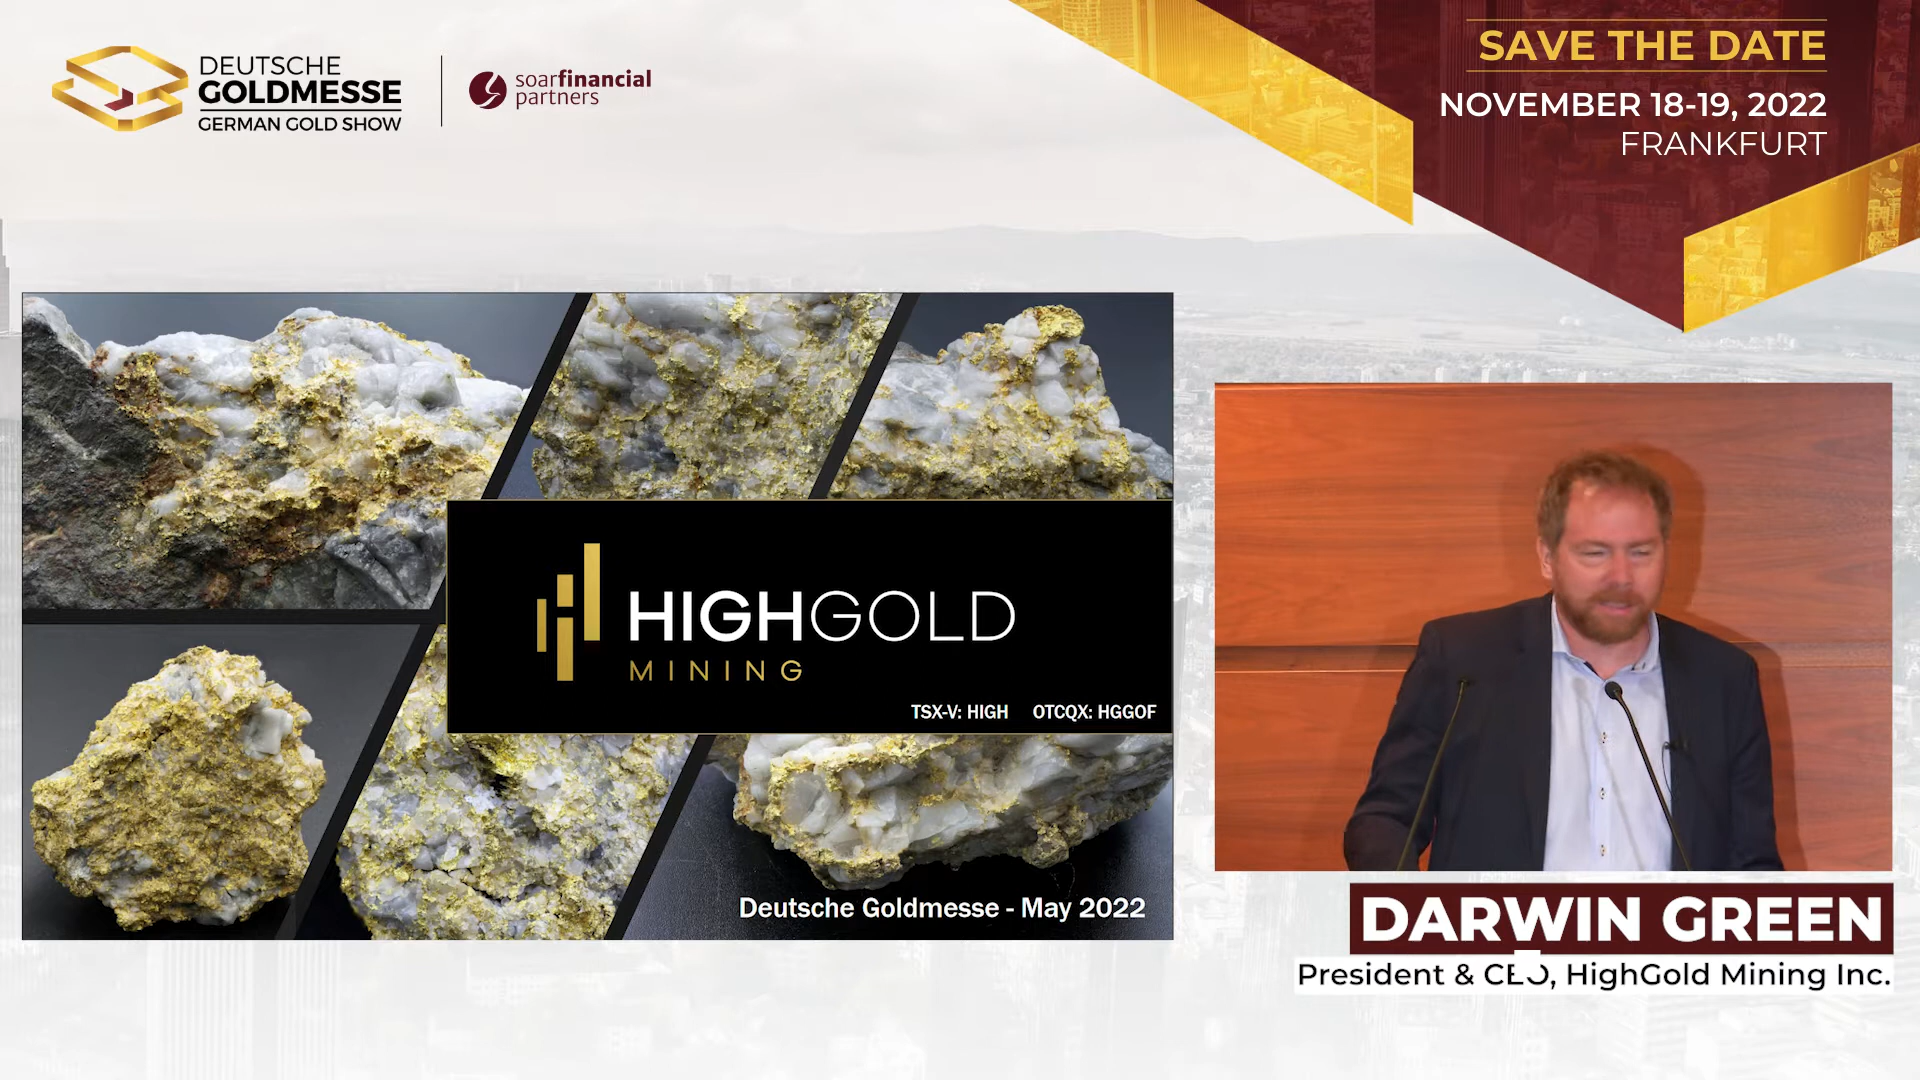 DEUTSCHE
GOLDMESSE
GERMAN GOLD SHOW
soarfinancial
partners
SAVE THE DATE
NOVEMBER 18-19, 2022
FRANKFURT
HIGHGOLD
MINING
TSX-V: HIGH OTCQX: HGGOF
Deutsche Goldmesse - May 2022
DARWIN GREEN
President & CEO, HighGold Mining Inc.